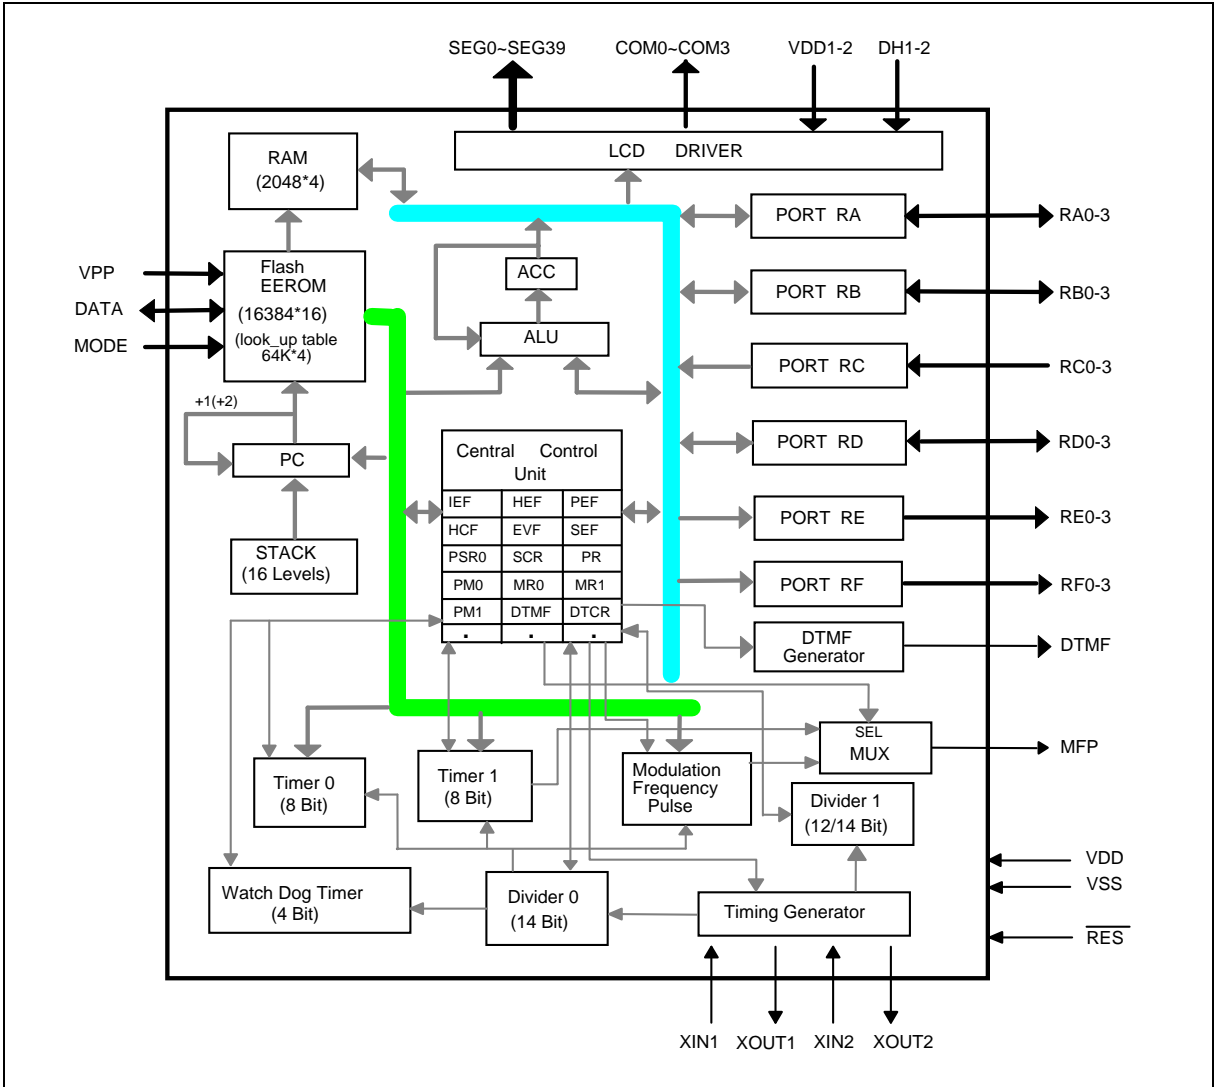 SEG0~SEG39 COM0~COM3 VDD1-2 DH1-2
LCD DRIVER
RAM
(2048*4)
PORT RA
RA0-3
VPP
DATA
MODE
Flash
EEROM
(16384*16)
(look_up table
64K*4)
ACC
ALU
PORT RB
RB0-3
PORT RC
RC0-3
+1(+2)
PC
PORT RD
RD0-3
Central Control
Unit
IEF HEF PEF
HCF EVF SEF
PSR0 SCR PR
PM0 MR0 MR1
PM1 DTMF DTCR
. . .
STACK
(16 Levels)
PORT RE
RE0-3
PORT RF
RF0-3
DTMF
Generator
DTMF
SEL
MUX
MFP
Timer 0
(8 Bit)
Timer 1
(8 Bit)
Modulation
Frequency
Pulse
Divider 1
(12/14 Bit)
VDD
VSS
RES
Watch Dog Timer
(4 Bit)
Divider 0
(14 Bit)
Timing Generator
XIN1 XOUT1 XIN2 XOUT2